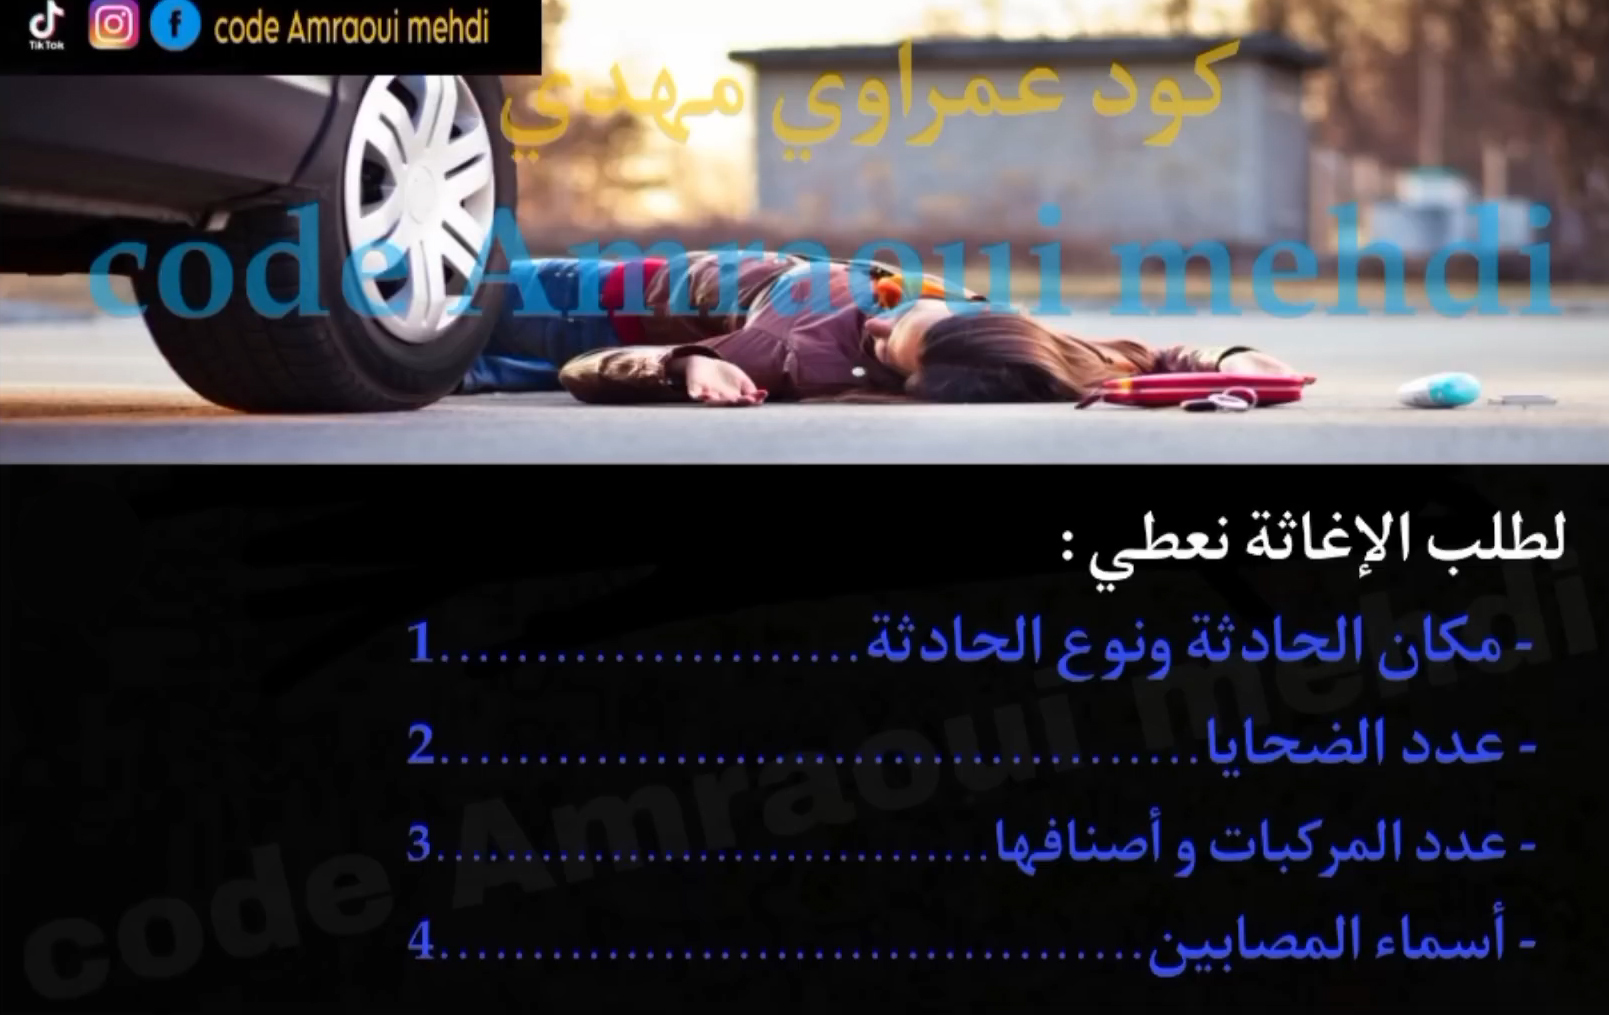 TikTok code Amraoui mehdi
كود عمراوي مهدي
code Amraoui mehdi
لطلب الإغاثة نعطي :
- مكان الحادثة ونوع الحادثة......................1
- عدد الضحايا.......................................2
- عدد المركبات و أصنافها............................3
- أسماء المصابين....................................4
code Amraoui mehdi